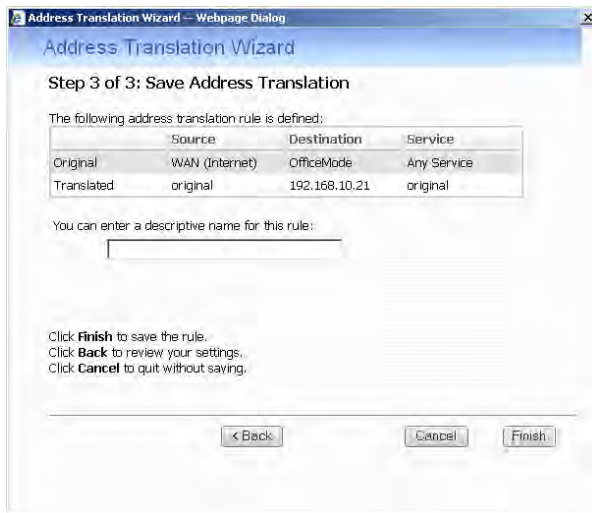 Address Translation Wizard -- Webpage Dialog
Address Translation Wizard
Step 3 of 3: Save Address Translation
The following address translation rule is defined:
Source Destination Service
Original WAN (Internet) OfficeMode Any Service
Translated original 192.168.10.21 original
You can enter a descriptive name for this rule:
Click Finish to save the rule.
Click Back to review your settings.
Click Cancel to quit without saving.
< Back Cancel Finish